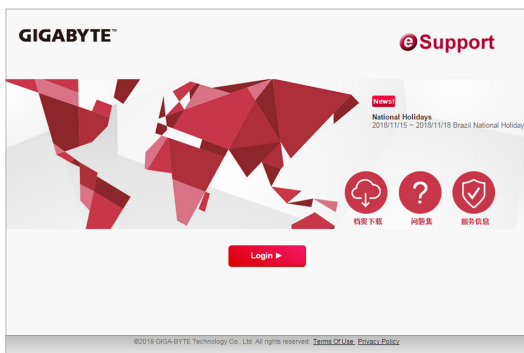 GIGABYTE™
eSupport
News!
National Holidays
2018/11/15 ~ 2018/11/18 Brazil National Holiday
档案下载 问题集 服务信息
Login ►
©2018 GIGA-BYTE Technology Co., Ltd. All rights reserved. Terms Of Use Privacy Policy